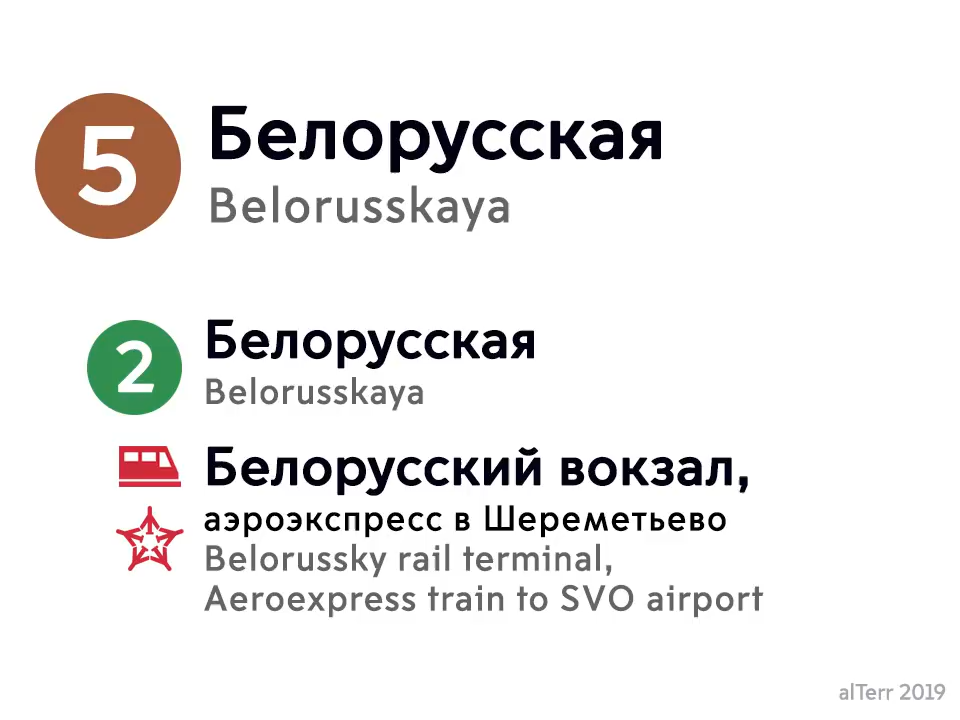 5 Белорусская
Belorusskaya
2 Белорусская
Belorusskaya
Белорусский вокзал,
аэроэкспресс в Шереметьево
Belorussky rail terminal,
Aeroexpress train to SVO airport
alTerr 2019